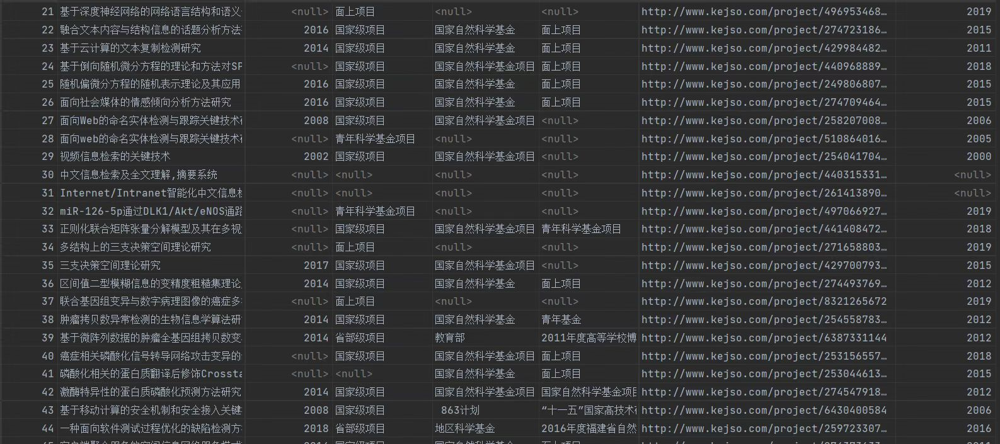 21 基于深度神经网络的网络语言结构和语义 <null> 面上项目 <null> <null> http://www.kejso.com/project/496953468… 2019
22 融合文本内容与结构信息的话题分析方法 2016 国家级项目 国家自然科学基金 面上项目 http://www.kejso.com/project/274723186… 2015
23 基于云计算的文本复制检测研究 2014 国家级项目 国家自然科学基金 面上项目 http://www.kejso.com/project/429984482… 2011
24 基于倒向随机微分方程的理论和方法对SP <null> 国家级项目 国家自然科学基金项目 面上项目 http://www.kejso.com/project/440968889… 2018
25 随机偏微分方程的随机表示理论及其应用 2016 国家级项目 国家自然科学基金 面上项目 http://www.kejso.com/project/249806807… 2015
26 面向社会媒体的情感倾向分析方法研究 2016 国家级项目 国家自然科学基金 面上项目 http://www.kejso.com/project/274709464… 2015
27 面向Web的命名实体检测与跟踪关键技术 2008 国家级项目 国家自然科学基金项目 <null> http://www.kejso.com/project/258207008… 2006
28 面向web的命名实体检测与跟踪关键技术 <null> 青年科学基金项目 <null> <null> http://www.kejso.com/project/510864016… 2005
29 视频信息检索的关键技术 2002 国家级项目 国家自然科学基金项目 <null> http://www.kejso.com/project/254041704… 2000
30 中文信息检索及全文理解,摘要系统 <null> <null> <null> <null> http://www.kejso.com/project/440315331… <null>
31 Internet/Intranet智能化中文信息检 <null> <null> <null> <null> http://www.kejso.com/project/261413890… <null>
32 miR-126-5p通过DLK1/Akt/eNOS通路 <null> 青年科学基金项目 <null> <null> http://www.kejso.com/project/497066927… 2019
33 正则化联合矩阵张量分解模型及其在多视 <null> 国家级项目 国家自然科学基金项目 青年科学基金项目 http://www.kejso.com/project/441408472… 2018
34 多结构上的三支决策空间理论研究 <null> 面上项目 <null> <null> http://www.kejso.com/project/271658803… 2019
35 三支决策空间理论研究 2017 国家级项目 国家自然科学基金项目 <null> http://www.kejso.com/project/429700793… 2015
36 区间值二型模糊信息的变精度粗糙集理论 2014 国家级项目 国家自然科学基金 面上项目 http://www.kejso.com/project/274493769… 2012
37 联合基因组变异与数字病理图像的癌症多 <null> 面上项目 <null> <null> http://www.kejso.com/project/8321265672 2019
38 肿瘤拷贝数异常检测的生物信息学算法研 2014 国家级项目 国家自然科学基金 青年基金 http://www.kejso.com/project/254558783… 2012
39 基于微阵列数据的肿瘤全基因组拷贝数变 2014 省部级项目 教育部 2011年度高等学校博 http://www.kejso.com/project/6387331144 2012
40 癌症相关磷酸化信号转导网络攻击变异的 <null> 国家级项目 国家自然科学基金项目 面上项目 http://www.kejso.com/project/253156557… 2018
41 磷酸化相关的蛋白质翻译后修饰Crossta <null> <null> 国家自然科学基金 面上项目 http://www.kejso.com/project/253044613… 2015
42 激酶特异性的蛋白质磷酸化预测方法研究 2014 国家级项目 国家自然科学基金项目 国家自然科学基金项目 http://www.kejso.com/project/274547918… 2012
43 基于移动计算的安全机制和安全接入关键 2008 国家级项目 863计划 “十一五”国家高技术 http://www.kejso.com/project/6430400584 2006
44 一种面向软件测试过程优化的缺陷检测方 2018 省部级项目 地区科学基金 2016年度福建省自然 http://www.kejso.com/project/259723307… 2016